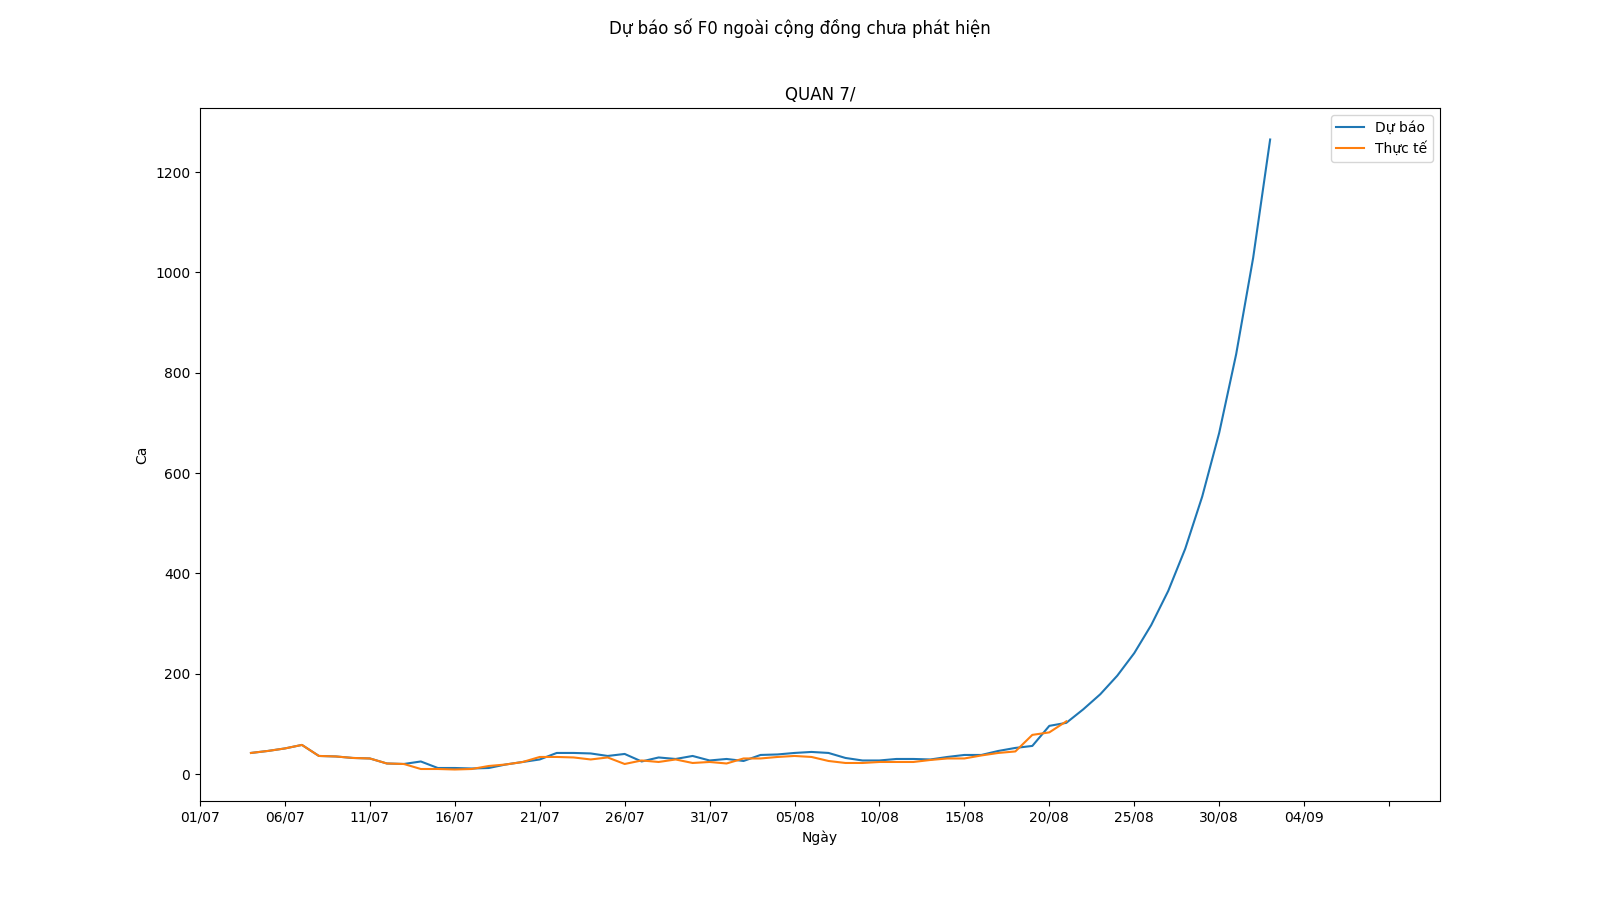 Dự báo số F0 ngoài cộng đồng chưa phát hiện
QUAN 7/
Dự báo
Thực tế
1200
1000
800
600
400
200
0
Ca
01/07 06/07 11/07 16/07 21/07 26/07 31/07 05/08 10/08 15/08 20/08 25/08 30/08 04/09
Ngày